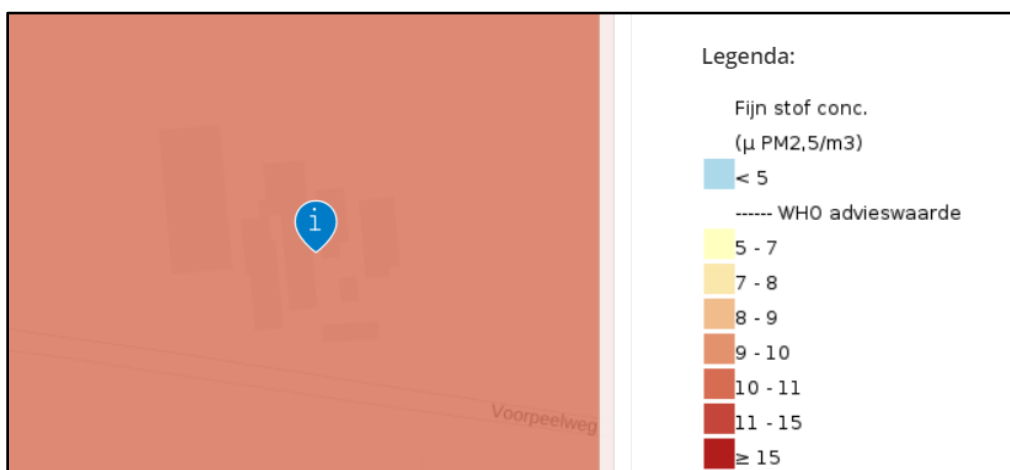 i
Voorpeelweg
Legenda:
Fijn stof conc.
(μ PM2,5/m3)
< 5
------ WHO advieswaarde
5 - 7
7 - 8
8 - 9
9 - 10
10 - 11
11 - 15
≥ 15